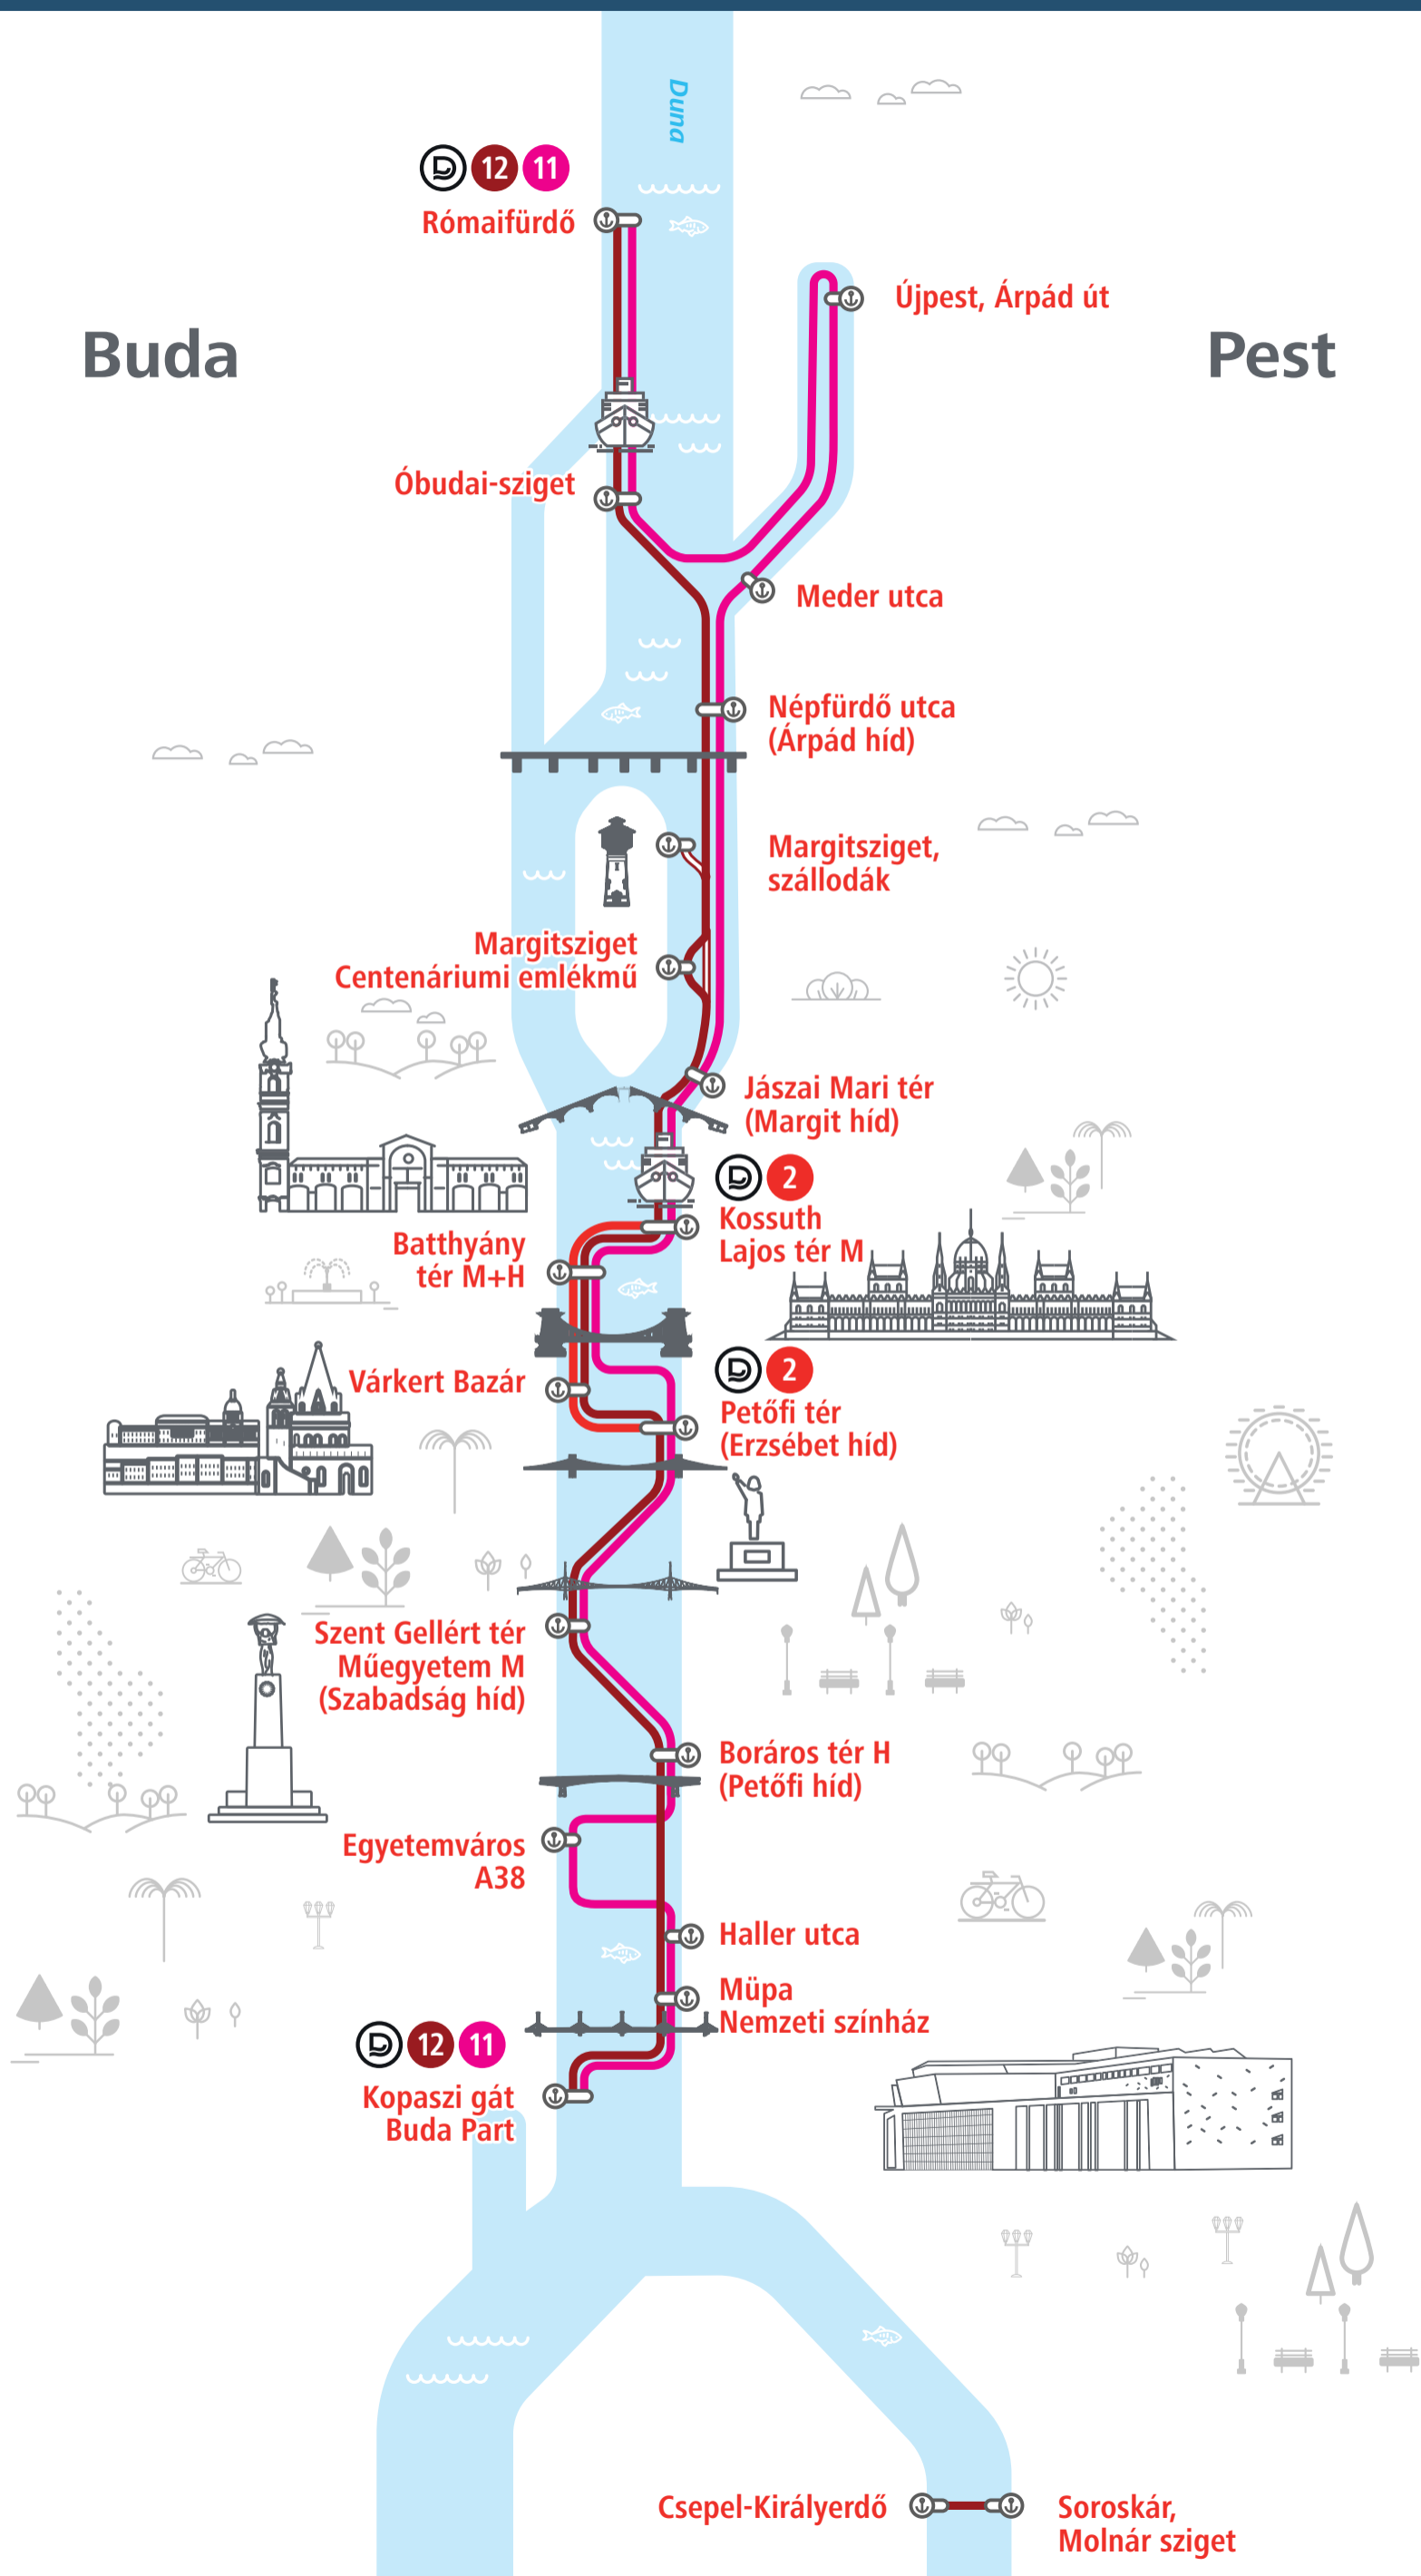 Duna
12 11
Rómaifürdő
Újpest, Árpád út
Buda
Pest
Óbudai-sziget
Meder utca
Népfürdő utca
(Árpád híd)
Margitsziget,
szállodák
Margitsziget
Centenáriumi emlékmű
Jászai Mari tér
(Margit híd)
2
Kossuth
Lajos tér M
Batthyány
tér M+H
Várkert Bazár
2
Petőfi tér
(Erzsébet híd)
Szent Gellért tér
Műegyetem M
(Szabadság híd)
Boráros tér H
(Petőfi híd)
Egyetemváros
A38
Haller utca
Müpa
Nemzeti színház
12 11
Kopaszi gát
Buda Part
Csepel-Királyerdő
Soroskár,
Molnár sziget